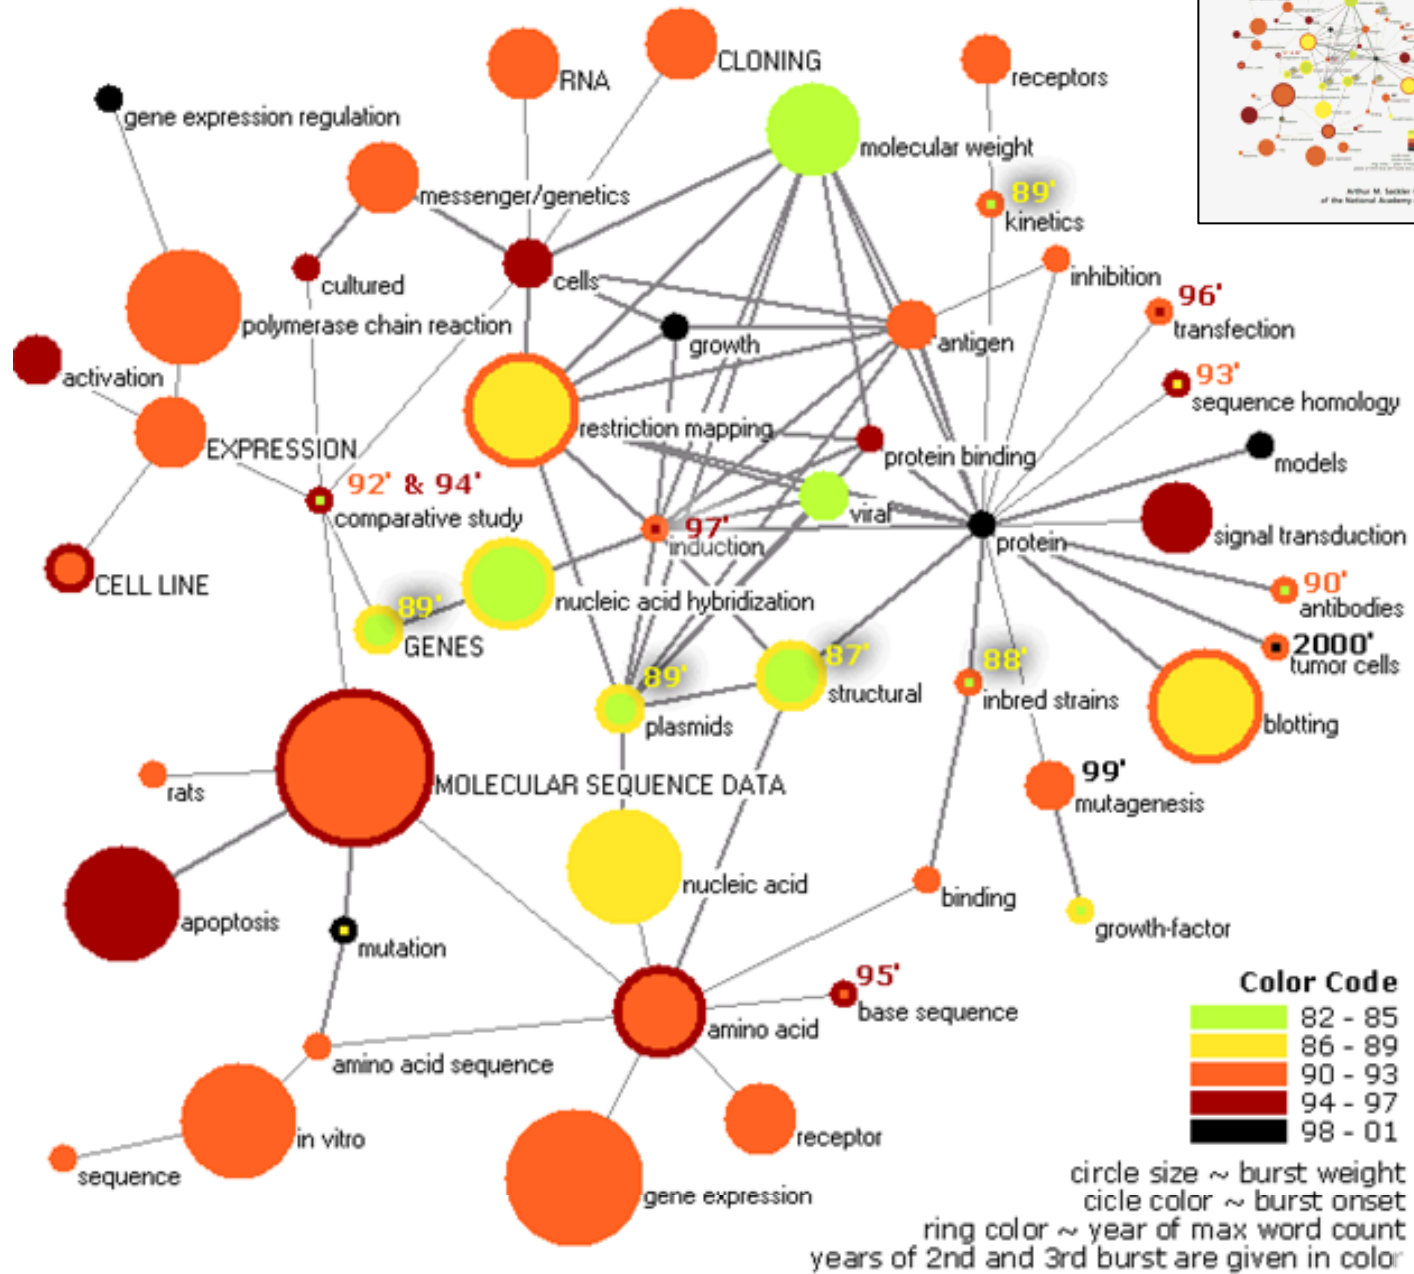 CLONING
RNA
receptors
gene expression regulation
molecular weight
messenger/genetics
89'
kinetics
cultured
cells
inhibition
polymerase chain reaction
growth
antigen
96'
transfection
activation
93'
sequence homology
restriction mapping
EXPRESSION
protein binding
models
92' & 94'
comparative study
viral
97'
induction
protein
signal transduction
CELL LINE
nucleic acid hybridization
90'
antibodies
89'
GENES
2000'
tumor cells
87'
structural
89'
plasmids
88'
inbred strains
blotting
rats
MOLECULAR SEQUENCE DATA
99'
mutagenesis
nucleic acid
binding
apoptosis
mutation
growth-factor
95'
base sequence
amino acid
amino acid sequence
in vitro
receptor
sequence
gene expression
Color Code
82 - 85
86 - 89
90 - 93
94 - 97
98 - 01
circle size ~ burst weight
cicle color ~ burst onset
ring color ~ year of max word count
years of 2nd and 3rd burst are given in color
Arthur M. Sackler
of the National Academy